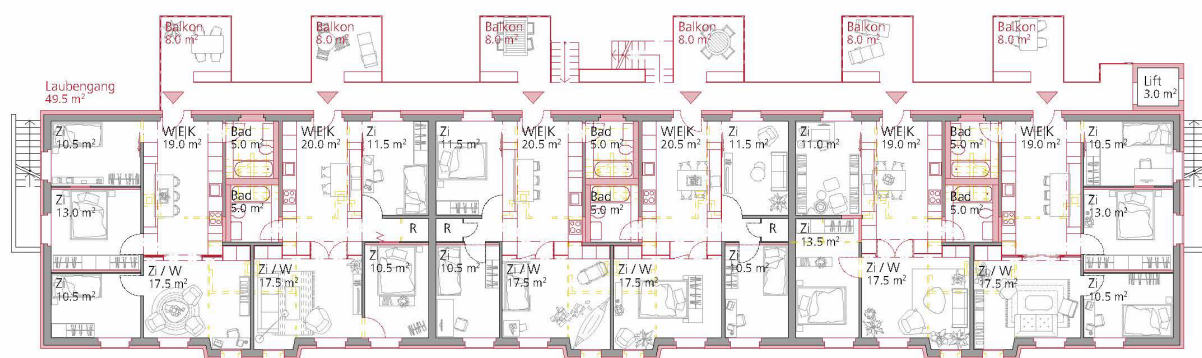 Balkon
8.0 m²
Balkon
8.0 m²
Balkon
8.0 m²
Balkon
8.0 m²
Balkon
8.0 m²
Balkon
8.0 m²
Laubengang
49.5 m²
Lift
3.0 m²
Zi
10.5 m²
W|E|K
19.0 m²
Bad
5.0 m²
W|E|K
20.0 m²
Zi
11.5 m²
Zi
11.5 m²
W|E|K
20.5 m²
Bad
5.0 m²
W|E|K
20.5 m²
Zi
11.5 m²
Zi
11.0 m²
W|E|K
19.0 m²
Bad
5.0 m²
W|E|K
19.0 m²
Zi
10.5 m²
Zi
13.0 m²
Bad
5.0 m²
Bad
5.0 m²
Bad
5.0 m²
Zi
13.0 m²
R
R
R
Zi
13.5 m²
Zi
10.5 m²
Zi / W
17.5 m²
Zi / W
17.5 m²
Zi
10.5 m²
Zi
10.5 m²
Zi / W
17.5 m²
Zi / W
17.5 m²
Zi
10.5 m²
Zi / W
17.5 m²
Zi / W
17.5 m²
Zi
10.5 m²